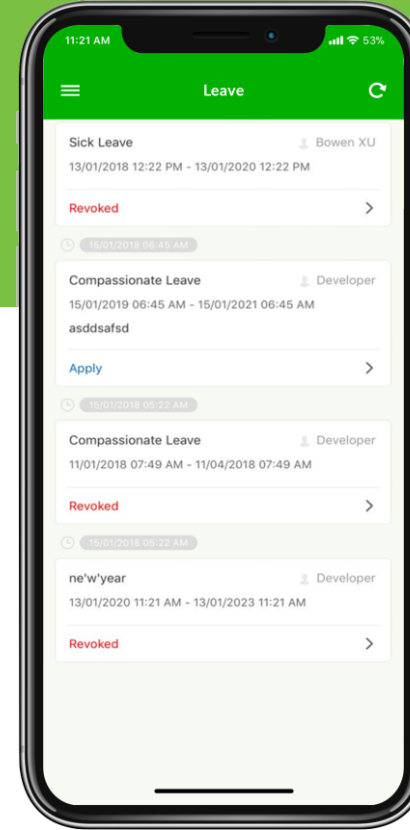 11:21 AM 53%
Leave
Sick Leave Bowen XU
13/01/2018 12:22 PM - 13/01/2020 12:22 PM
Revoked
15/01/2018 06:45 AM
Compassionate Leave Developer
15/01/2019 06:45 AM - 15/01/2021 06:45 AM
asddsafsd
Apply
15/01/2018 05:22 AM
Compassionate Leave Developer
11/01/2018 07:49 AM - 11/04/2018 07:49 AM
Revoked
15/01/2018 05:22 AM
ne'w'year Developer
13/01/2020 11:21 AM - 13/01/2023 11:21 AM
Revoked